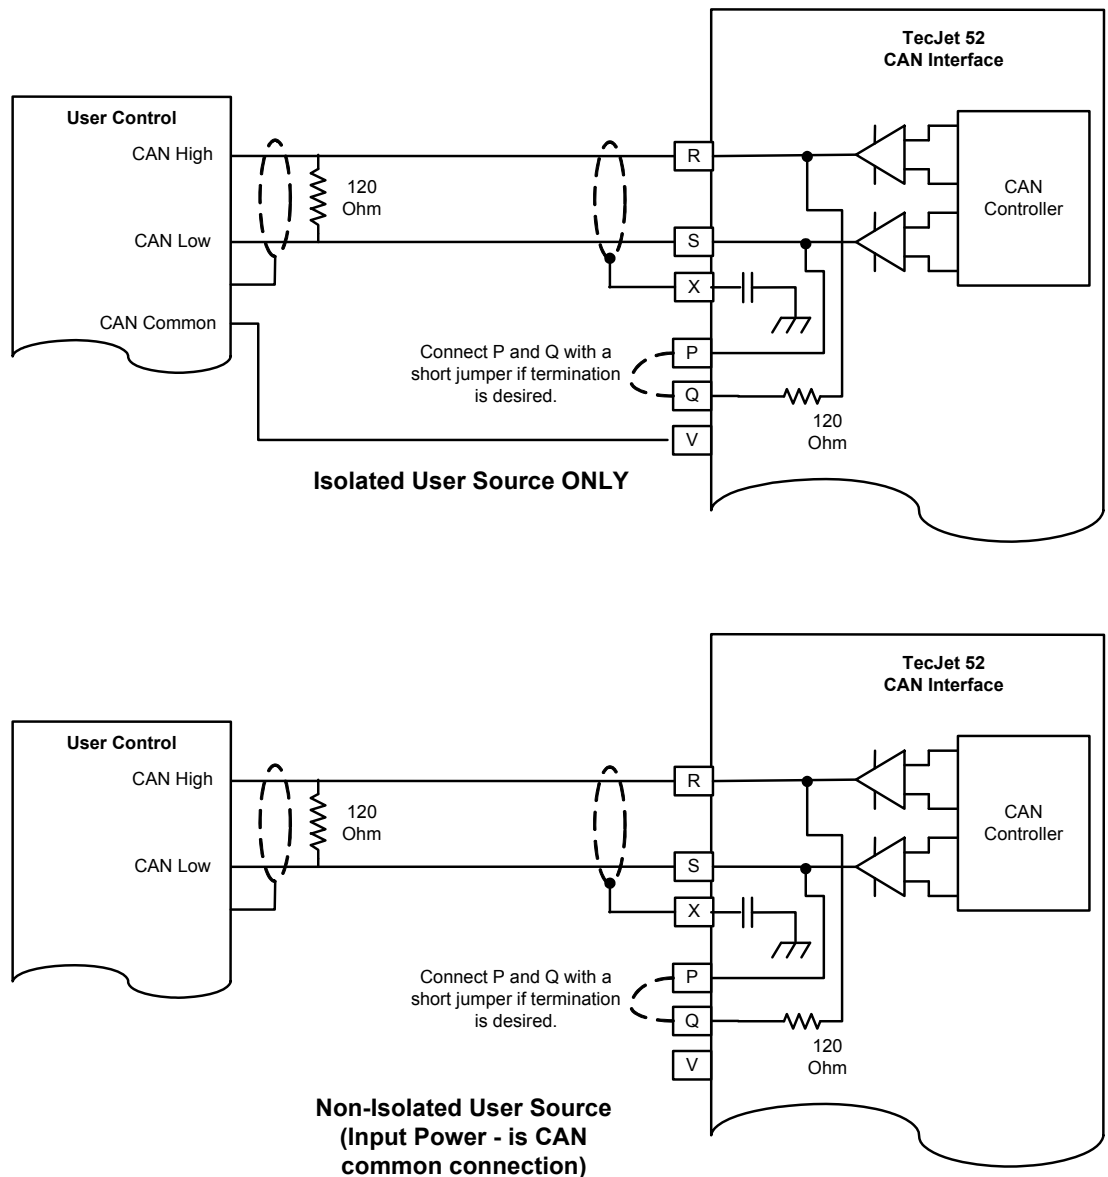 TecJet 52
CAN Interface
User Control
CAN High
R
120
Ohm
CAN
Controller
CAN Low
S
X
CAN Common
Connect P and Q with a
short jumper if termination
is desired.
P
Q
120
Ohm
V
Isolated User Source ONLY
TecJet 52
CAN Interface
User Control
CAN High
R
120
Ohm
CAN
Controller
CAN Low
S
X
Connect P and Q with a
short jumper if termination
is desired.
P
Q
120
Ohm
V
Non-Isolated User Source
(Input Power - is CAN
common connection)